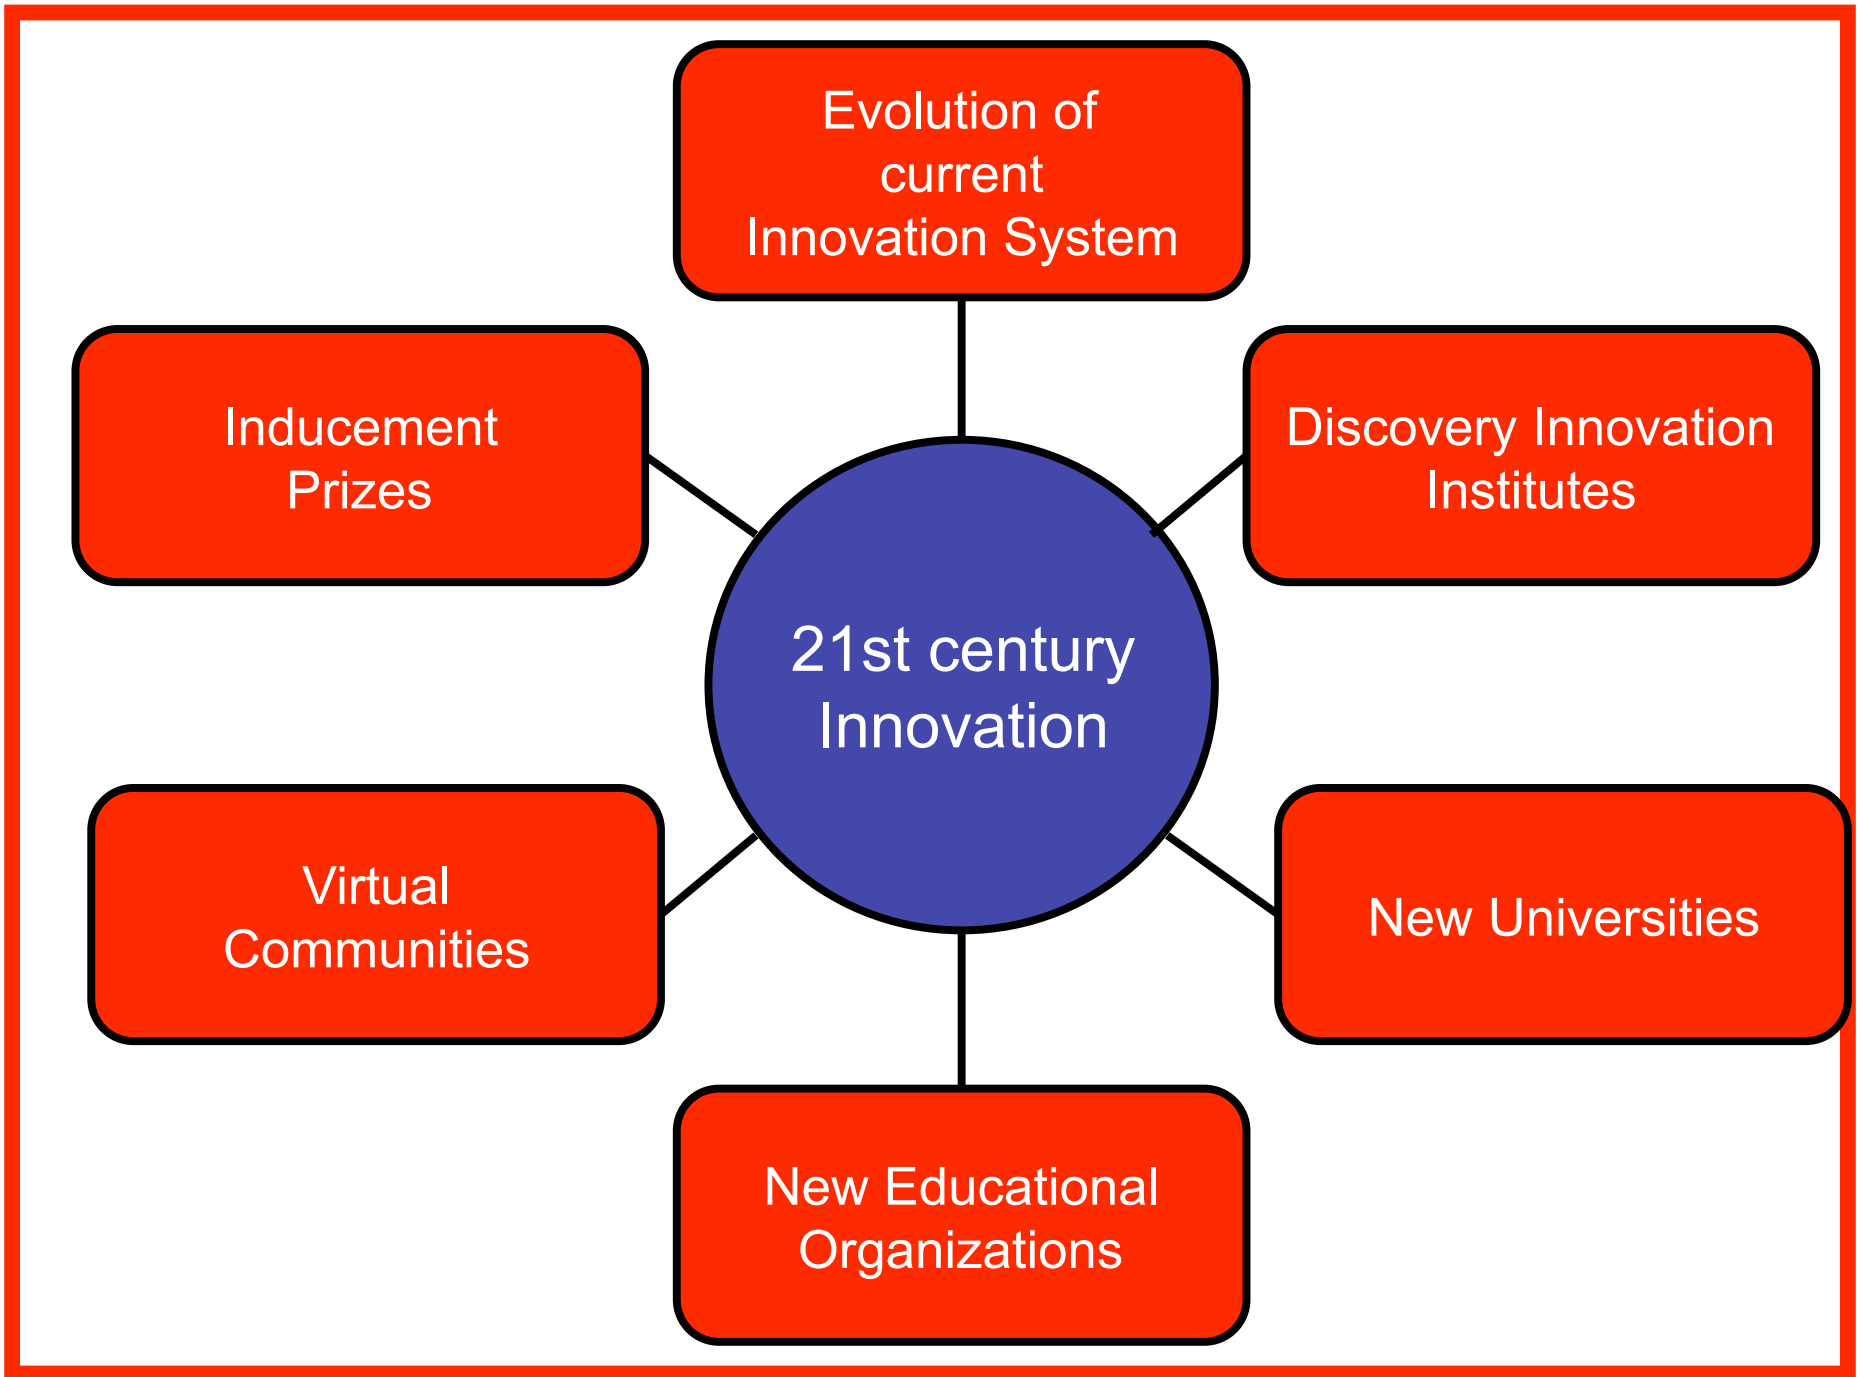 Evolution of
current
Innovation System
Inducement
Prizes
Discovery Innovation
Institutes
21st century
Innovation
Virtual
Communities
New Universities
New Educational
Organizations